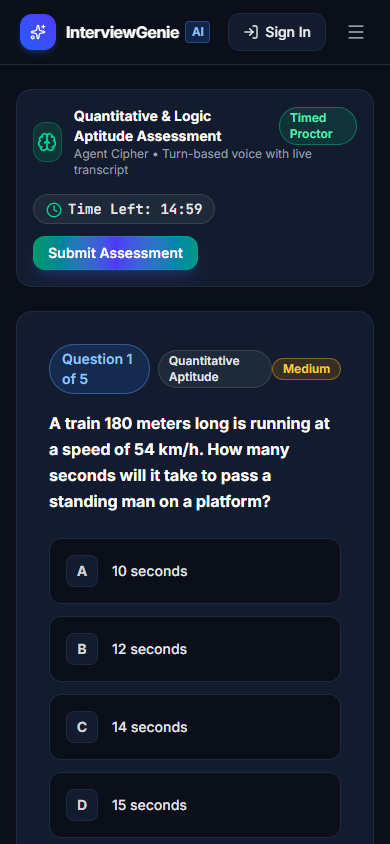 InterviewGenie AI Sign In
Quantitative & Logic
Aptitude Assessment
Timed
Proctor
Agent Cipher • Turn-based voice with live
transcript
Time Left: 14:59
Submit Assessment
Question 1
of 5
Quantitative
Aptitude
Medium
A train 180 meters long is running at
a speed of 54 km/h. How many
seconds will it take to pass a
standing man on a platform?
A 10 seconds
B 12 seconds
C 14 seconds
D 15 seconds